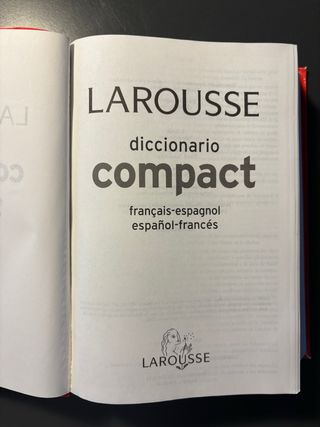 LAROUSSE
diccionario
compact
français-espagnol
español-francés
LAROUSSE